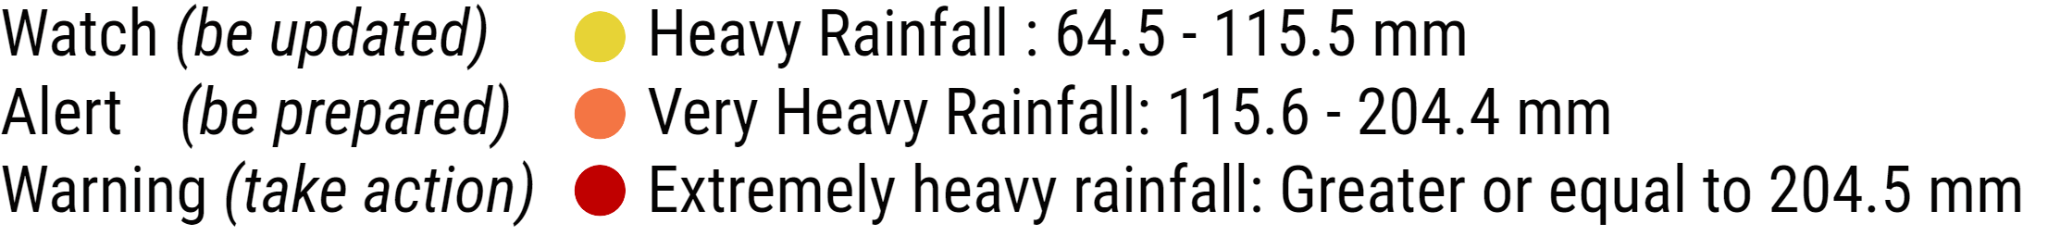 Watch (be updated) Heavy Rainfall : 64.5 - 115.5 mm
Alert (be prepared) Very Heavy Rainfall: 115.6 - 204.4 mm
Warning (take action) Extremely heavy rainfall: Greater or equal to 204.5 mm